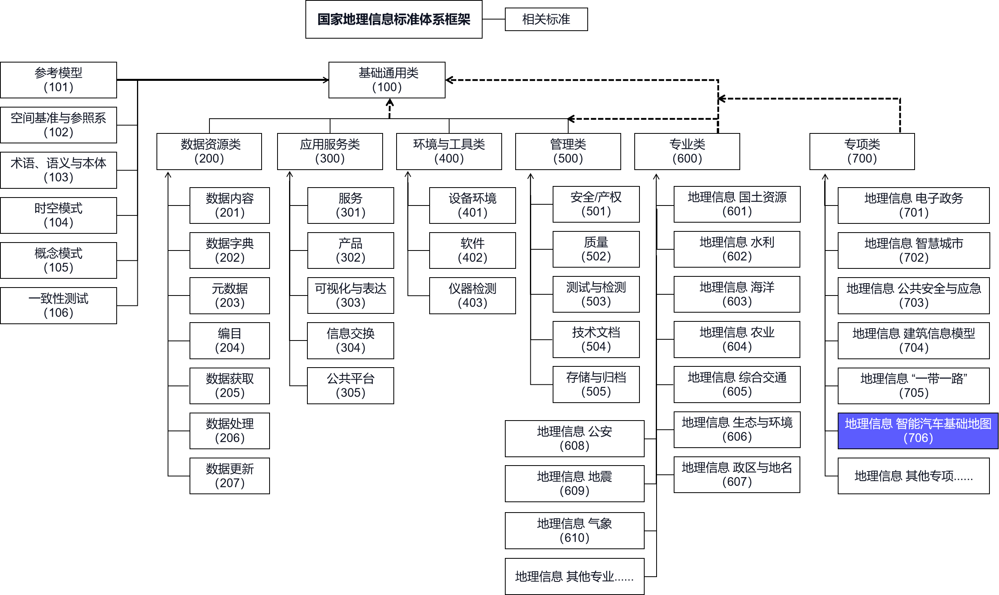 国家地理信息标准体系框架
相关标准
参考模型
（101）
基础通用类
（100）
空间基准与参照系
（102）
术语、语义与本体
（103）
时空模式
（104）
概念模式
（105）
一致性测试
（106）
数据资源类
（200）
应用服务类
（300）
环境与工具类
（400）
管理类
（500）
专业类
（600）
专项类
（700）
数据内容
（201）
数据字典
（202）
元数据
（203）
编目
（204）
数据获取
（205）
数据处理
（206）
数据更新
（207）
服务
（301）
产品
（302）
可视化与表达
（303）
信息交换
（304）
公共平台
（305）
设备环境
（401）
软件
（402）
仪器检测
（403）
安全/产权
（501）
质量
（502）
测试与检测
（503）
技术文档
（504）
存储与归档
（505）
地理信息 国土资源
（601）
地理信息 水利
（602）
地理信息 海洋
（603）
地理信息 农业
（604）
地理信息 综合交通
（605）
地理信息 生态与环境
（606）
地理信息 政区与地名
（607）
地理信息 公安
（608）
地理信息 地震
（609）
地理信息 气象
（610）
地理信息 其他专业......
地理信息 电子政务
（701）
地理信息 智慧城市
（702）
地理信息 公共安全与应急
（703）
地理信息 建筑信息模型
（704）
地理信息 “一带一路”
（705）
地理信息 智能汽车基础地图
（706）
地理信息 其他专项......